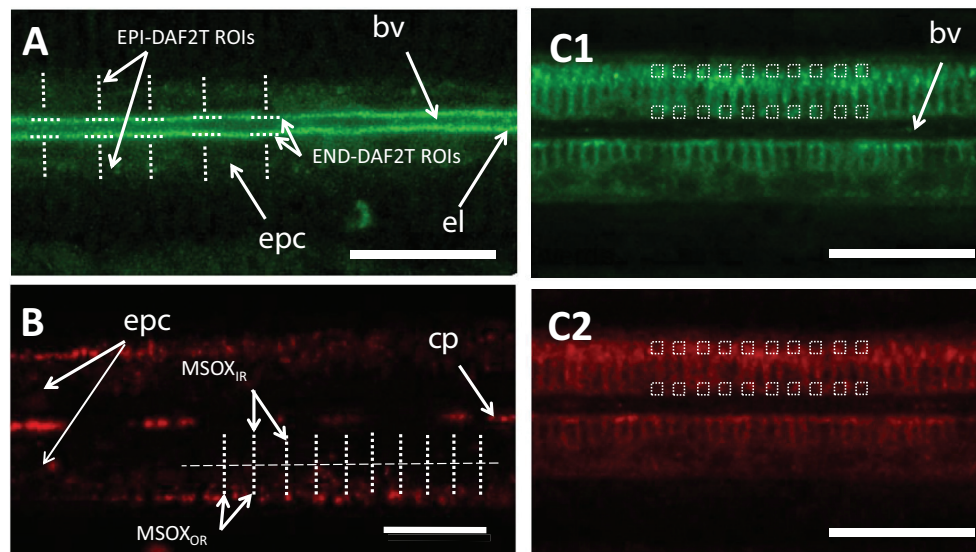 A
EPI-DAF2T ROIs
bv
END-DAF2T ROIs
epc
el
B
epc
MSOX_IR
cp
MSOX_OR
C1
bv
C2